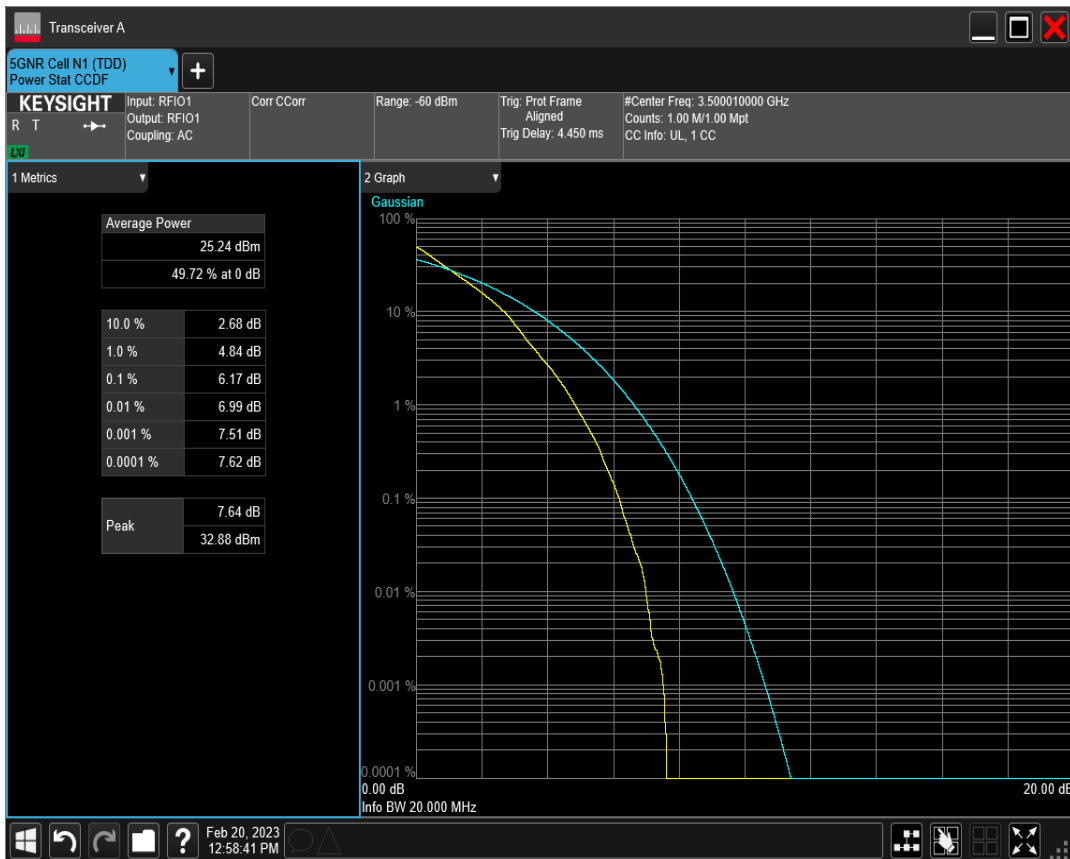 Transceiver A
5GNR Cell N1 (TDD)
Power Stat CCDF
KEYSIGHT
R T
LXI
Input: RFIO1
Output: RFIO1
Coupling: AC
Corr CCorr
Range: -60 dBm
Trig: Prot Frame
Aligned
Trig Delay: 4.450 ms
#Center Freq: 3.500010000 GHz
Counts: 1.00 M/1.00 Mpt
CC Info: UL, 1 CC
1 Metrics
Average Power
25.24 dBm
49.72 % at 0 dB
10.0 % 2.68 dB
1.0 % 4.84 dB
0.1 % 6.17 dB
0.01 % 6.99 dB
0.001 % 7.51 dB
0.0001 % 7.62 dB
Peak
7.64 dB
32.88 dBm
2 Graph
Gaussian
100 %
10 %
1 %
0.1 %
0.01 %
0.001 %
0.0001 %
0.00 dB
20.00 dB
Info BW 20.000 MHz
?
Feb 20, 2023
12:58:41 PM